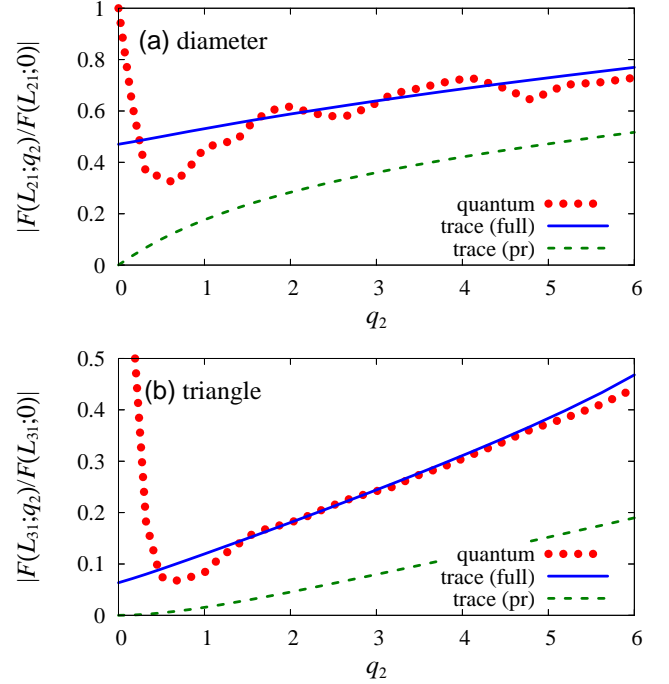 (a) diameter
|F(L₂₁;q₂)/F(L₂₁;0)|
1
0.8
0.6
0.4
0.2
0
quantum
trace (full)
trace (pr)
0 1 2 3 4 5 6
q₂
(b) triangle
|F(L₃₁;q₂)/F(L₃₁;0)|
0.5
0.4
0.3
0.2
0.1
0
quantum
trace (full)
trace (pr)
0 1 2 3 4 5 6
q₂